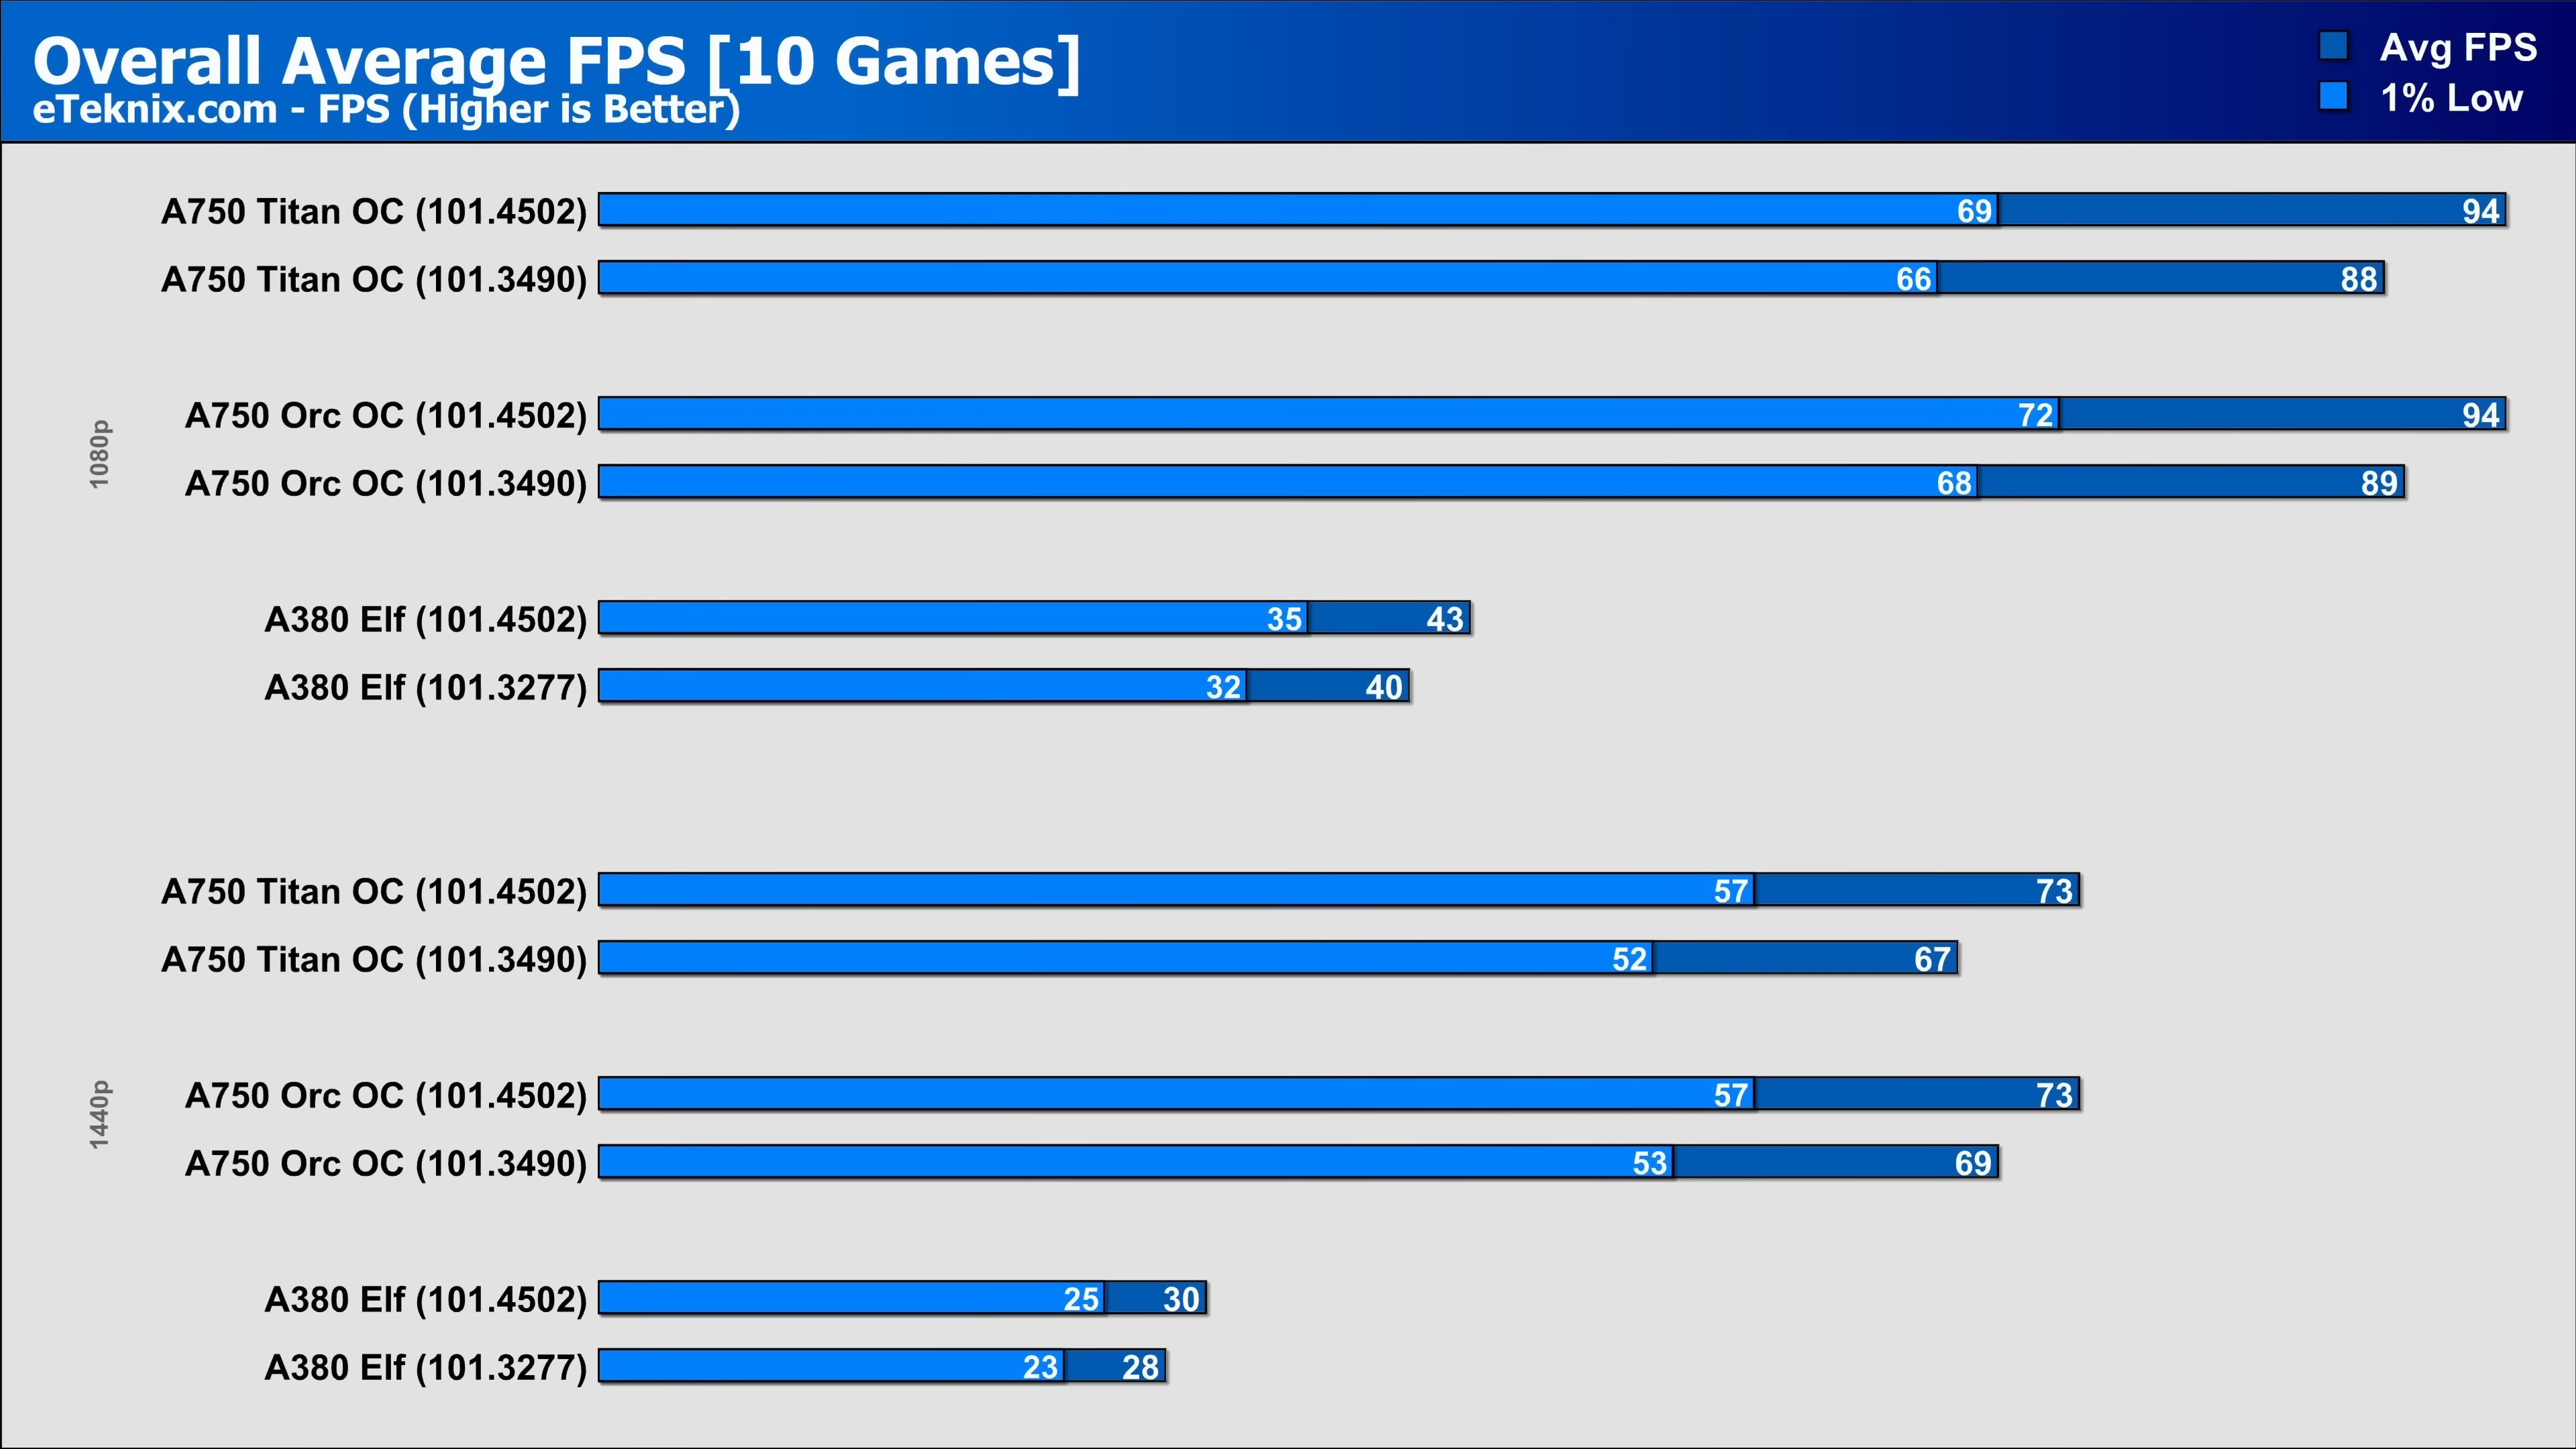 Overall Average FPS [10 Games]
eTeknix.com - FPS (Higher is Better)
Avg FPS
1% Low
1080p
A750 Titan OC (101.4502) 69 94
A750 Titan OC (101.3490) 66 88
A750 Orc OC (101.4502) 72 94
A750 Orc OC (101.3490) 68 89
A380 Elf (101.4502) 35 43
A380 Elf (101.3277) 32 40
1440p
A750 Titan OC (101.4502) 57 73
A750 Titan OC (101.3490) 52 67
A750 Orc OC (101.4502) 57 73
A750 Orc OC (101.3490) 53 69
A380 Elf (101.4502) 25 30
A380 Elf (101.3277) 23 28